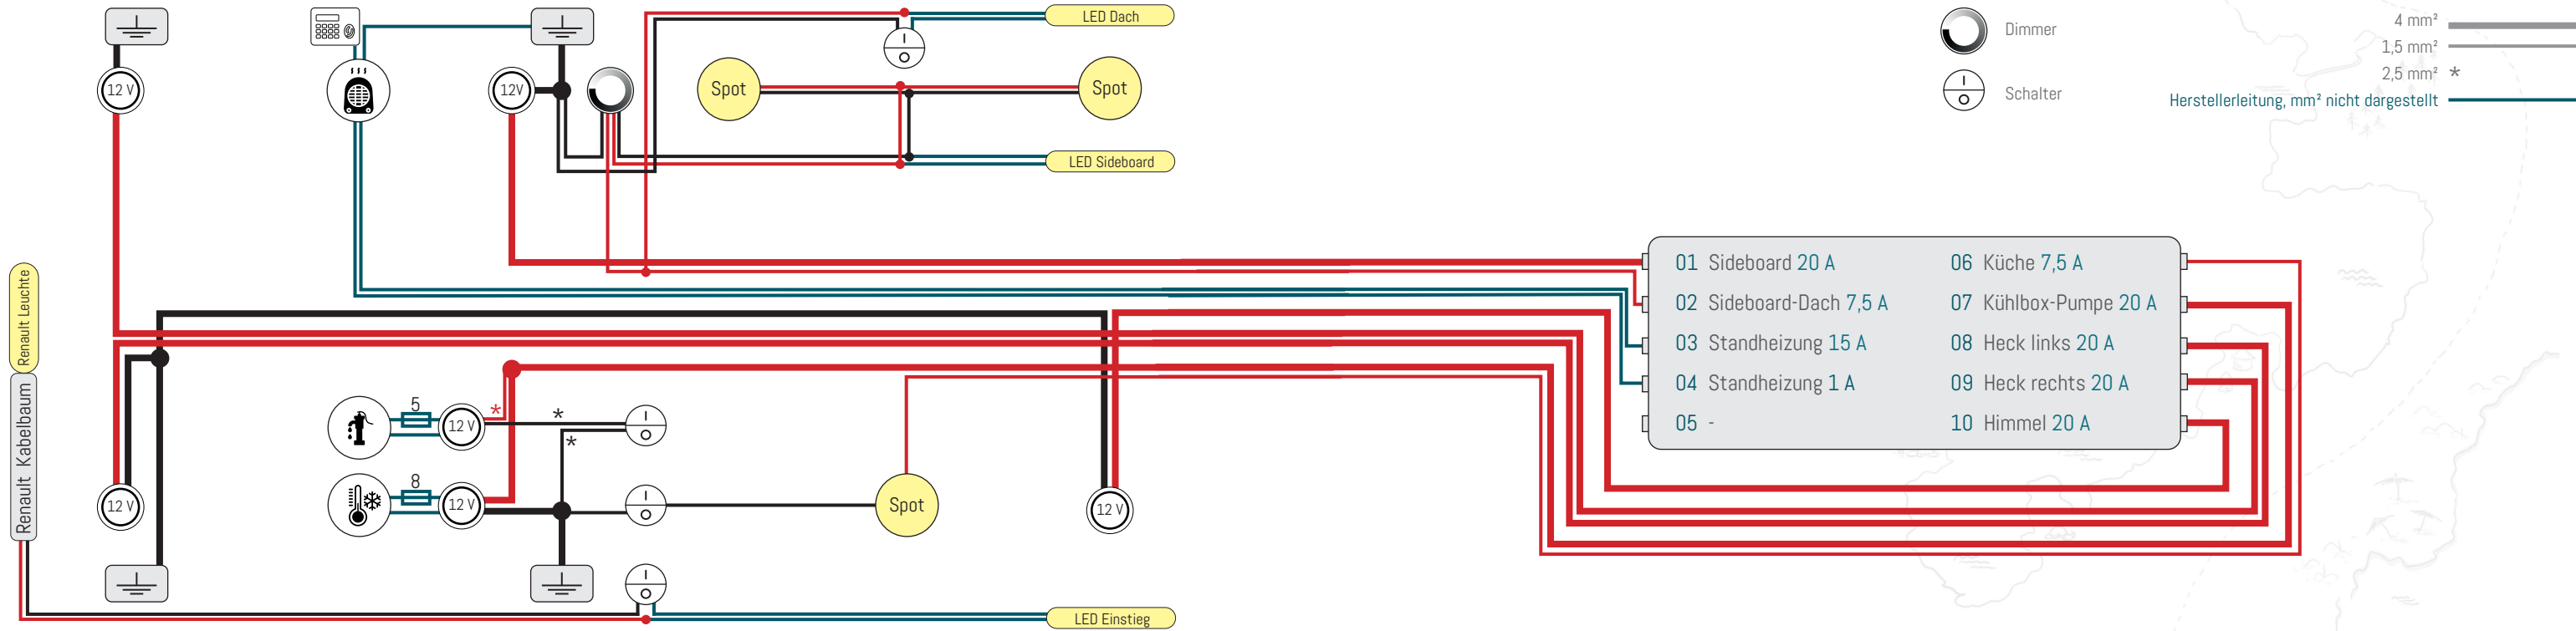 LED Dach
Dimmer
4 mm²
1,5 mm²
2,5 mm² *
Schalter
Herstellerleitung, mm² nicht dargestellt
12 V
12V
Spot
Spot
LED Sideboard
01 Sideboard 20 A
02 Sideboard-Dach 7,5 A
03 Standheizung 15 A
04 Standheizung 1 A
05 -
06 Küche 7,5 A
07 Kühlbox-Pumpe 20 A
08 Heck links 20 A
09 Heck rechts 20 A
10 Himmel 20 A
Renault Leuchte
Renault Kabelbaum
5
12 V
*
*
*
8
12 V
12 V
Spot
12 V
LED Einstieg